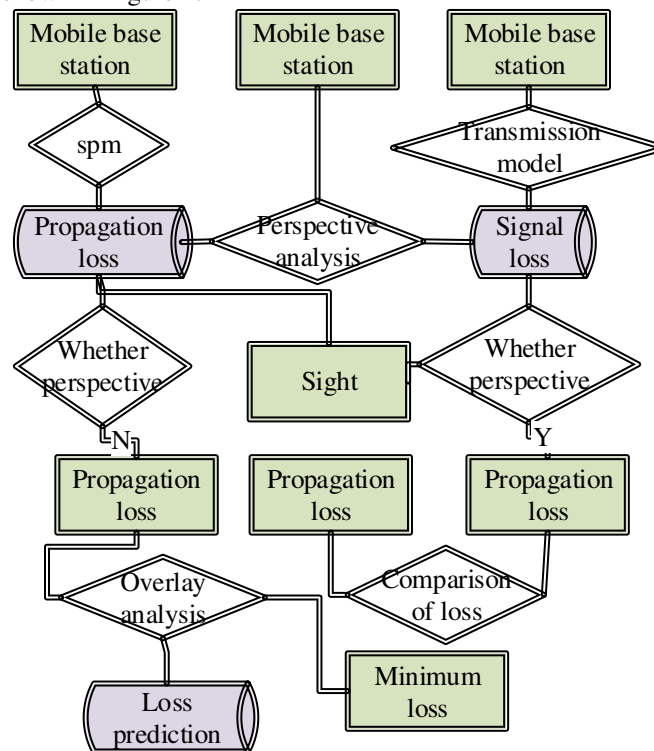 Mobile base
station
Mobile base
station
Mobile base
station
spm
Transmission
model
Propagation
loss
Perspective
analysis
Signal
loss
Whether
perspective
Sight
Whether
perspective
N
Y
Propagation
loss
Propagation
loss
Propagation
loss
Overlay
analysis
Comparison
of loss
Loss
prediction
Minimum
loss